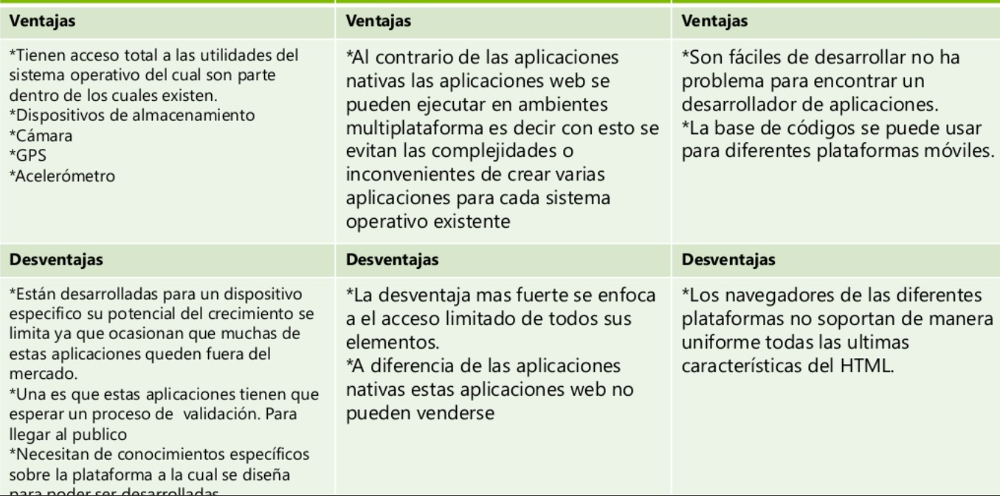 Ventajas
*Tienen acceso total a las utilidades del
sistema operativo del cual son parte
dentro de los cuales existen.
*Dispositivos de almacenamiento
*Cámara
*GPS
*Acelerómetro
Ventajas
*Al contrario de las aplicaciones
nativas las aplicaciones web se
pueden ejecutar en ambientes
multiplataforma es decir con esto se
evitan las complejidades o
inconvenientes de crear varias
aplicaciones para cada sistema
operativo existente
Ventajas
*Son fáciles de desarrollar no ha
problema para encontrar un
desarrollador de aplicaciones.
*La base de códigos se puede usar
para diferentes plataformas móviles.
Desventajas
*Están desarrolladas para un dispositivo
especifico su potencial del crecimiento se
limita ya que ocasionan que muchas de
estas aplicaciones queden fuera del
mercado.
*Una es que estas aplicaciones tienen que
esperar un proceso de  validación. Para
llegar al publico
*Necesitan de conocimientos específicos
sobre la plataforma a la cual se diseña
para poder ser desarrolladas
Desventajas
*La desventaja mas fuerte se enfoca
a el acceso limitado de todos sus
elementos.
*A diferencia de las aplicaciones
nativas estas aplicaciones web no
pueden venderse
Desventajas
*Los navegadores de las diferentes
plataformas no soportan de manera
uniforme todas las ultimas
características del HTML.